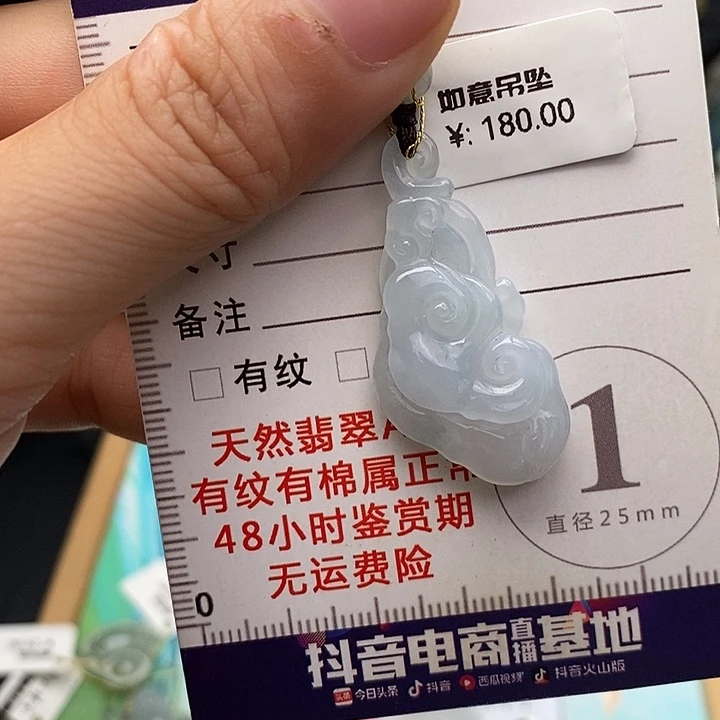 如意吊坠
¥: 180.00
寸
备注
□ 有纹 □
天然翡翠A
有纹有棉属正常
48小时鉴赏期
无运费险
1
直径25mm
0
抖音电商直播基地
今日头条 抖音 西瓜视频 抖音火山版